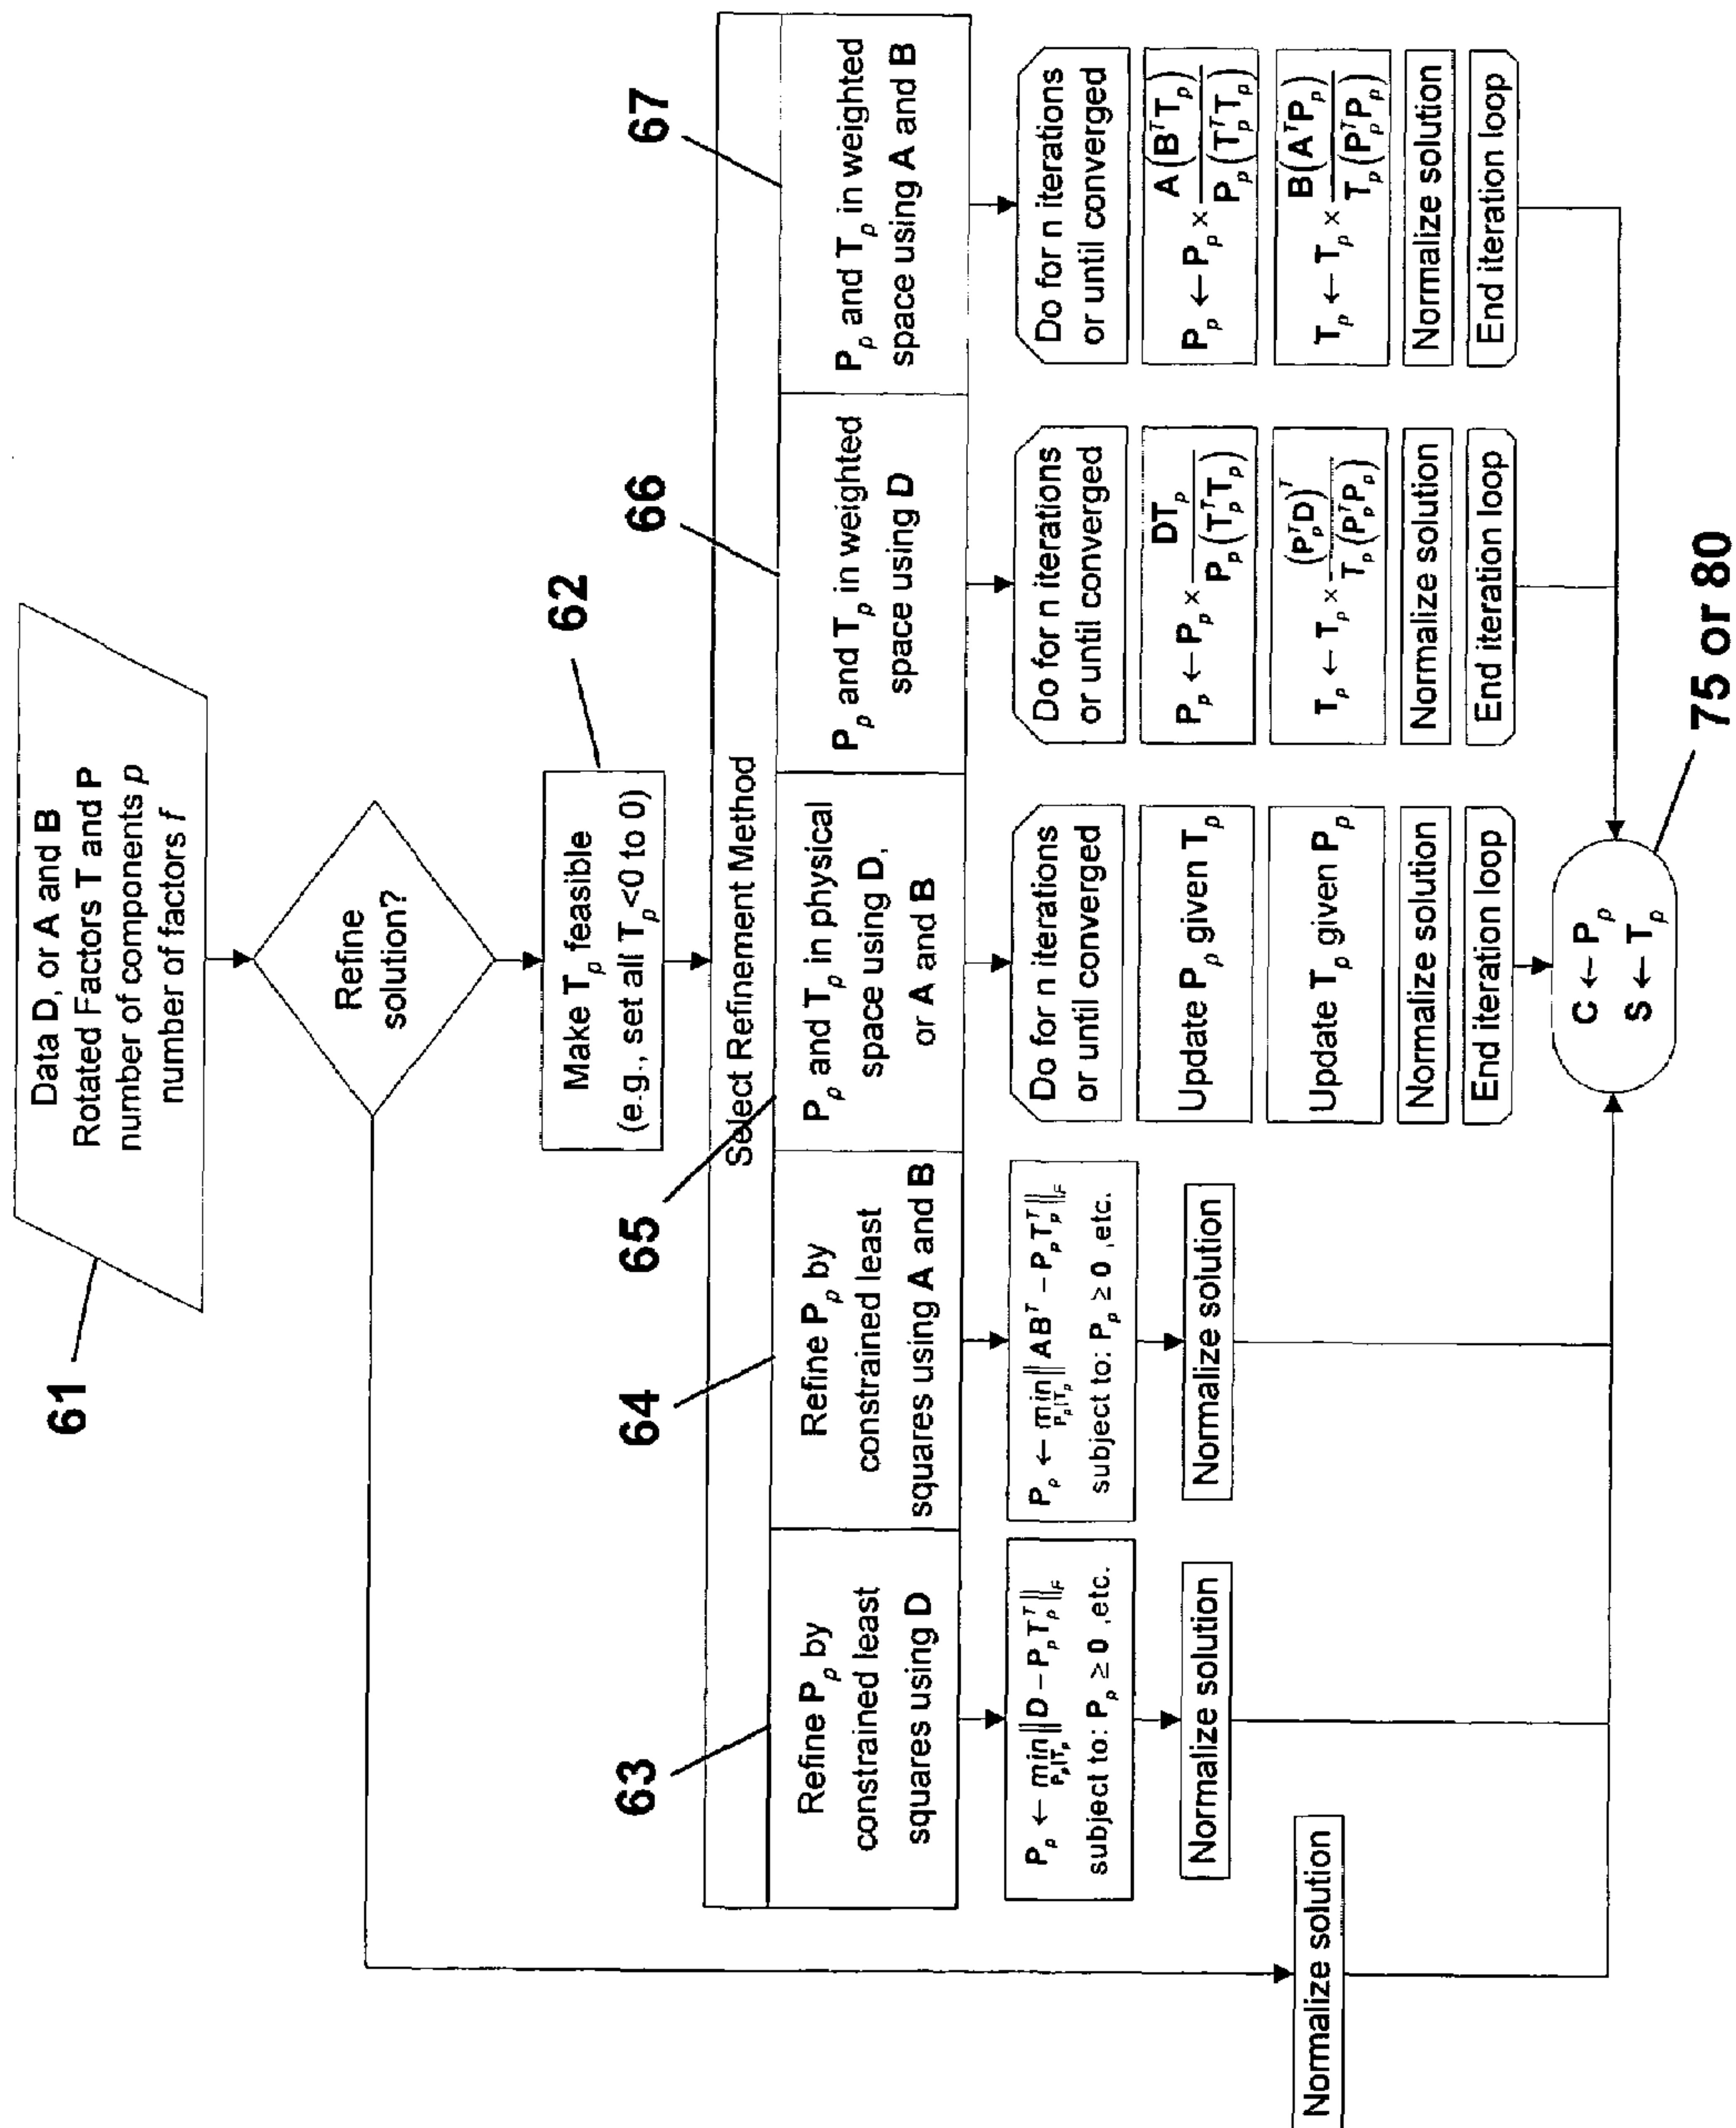 61
Data D, or A and B
Rotated Factors T and P
number of components p
number of factors f
Refine
solution?
62
Make T_p feasible
(e.g., set all T_p <0 to 0)
Select Refinement Method
63
Refine P_p by
constrained least
squares using D
64
Refine P_p by
constrained least
squares using A and B
65
P_p and T_p in physical
space using D,
or A and B
66
P_p and T_p in weighted
space using D
67
P_p and T_p in weighted
space using A and B
P_p ← min_{P_p|T_p} ‖D − P_p T_p^T‖_F
subject to: P_p ≥ 0 ,etc.
Normalize solution
P_p ← min_{P_p|T_p} ‖AB^T − P_p T_p^T‖_F
subject to: P_p ≥ 0 ,etc.
Normalize solution
Do for n iterations
or until converged
Update P_p given T_p
Update T_p given P_p
Normalize solution
End iteration loop
Do for n iterations
or until converged
P_p ← P_p × DT_p / P_p(T_p^T T_p)
T_p ← T_p × (P_p^T D)^T / T_p(P_p^T P_p)
Normalize solution
End iteration loop
Do for n iterations
or until converged
P_p ← P_p × A(B^T T_p) / P_p(T_p^T T_p)
T_p ← T_p × B(A^T P_p) / T_p(P_p^T P_p)
Normalize solution
End iteration loop
Normalize solution
C ← P_p
S ← T_p
75 or 80